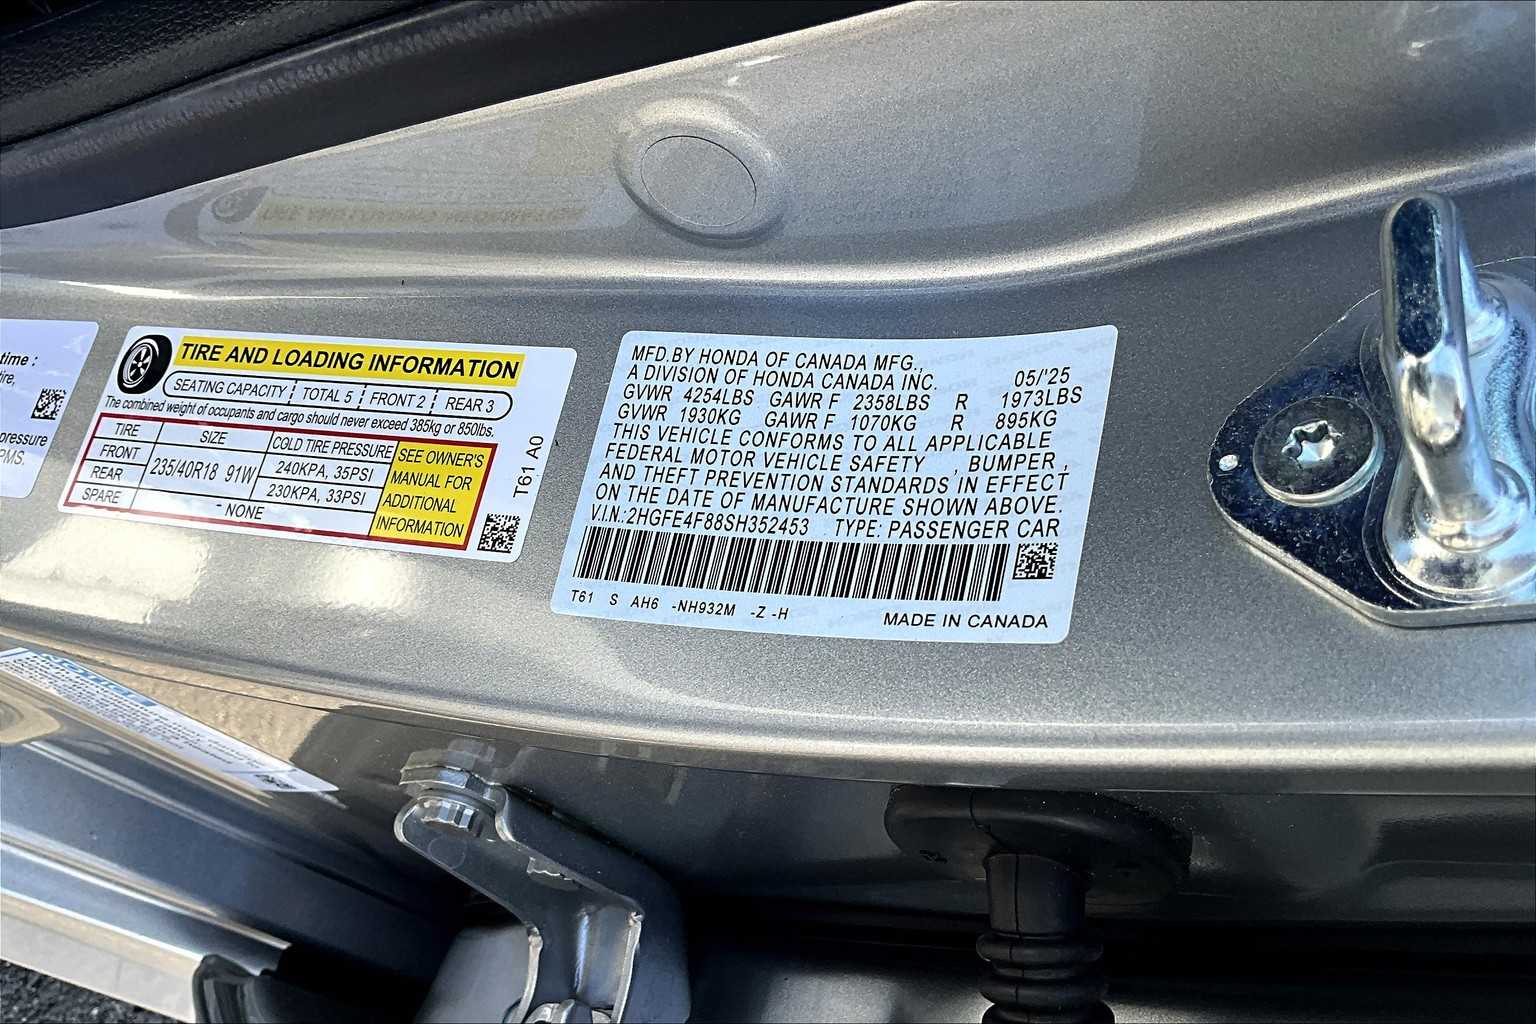 time :
tire,
pressure
PMS.
TIRE AND LOADING INFORMATION
SEATING CAPACITY TOTAL 5 FRONT 2 REAR 3
The combined weight of occupants and cargo should never exceed 385kg or 850lbs.
TIRE SIZE COLD TIRE PRESSURE
FRONT 235/40R18 91W 240KPA, 35PSI
REAR 230KPA, 33PSI
SPARE - NONE
SEE OWNER'S
MANUAL FOR
ADDITIONAL
INFORMATION
T61 A0
MFD.BY HONDA OF CANADA MFG.,
A DIVISION OF HONDA CANADA INC. 05/'25
GVWR 4254LBS GAWR F 2358LBS R 1973LBS
GVWR 1930KG GAWR F 1070KG R 895KG
THIS VEHICLE CONFORMS TO ALL APPLICABLE
FEDERAL MOTOR VEHICLE SAFETY , BUMPER ,
AND THEFT PREVENTION STANDARDS IN EFFECT
ON THE DATE OF MANUFACTURE SHOWN ABOVE.
V.I.N.:2HGFE4F88SH352453 TYPE: PASSENGER CAR
T61 S AH6 -NH932M -Z -H
MADE IN CANADA
NOTICE